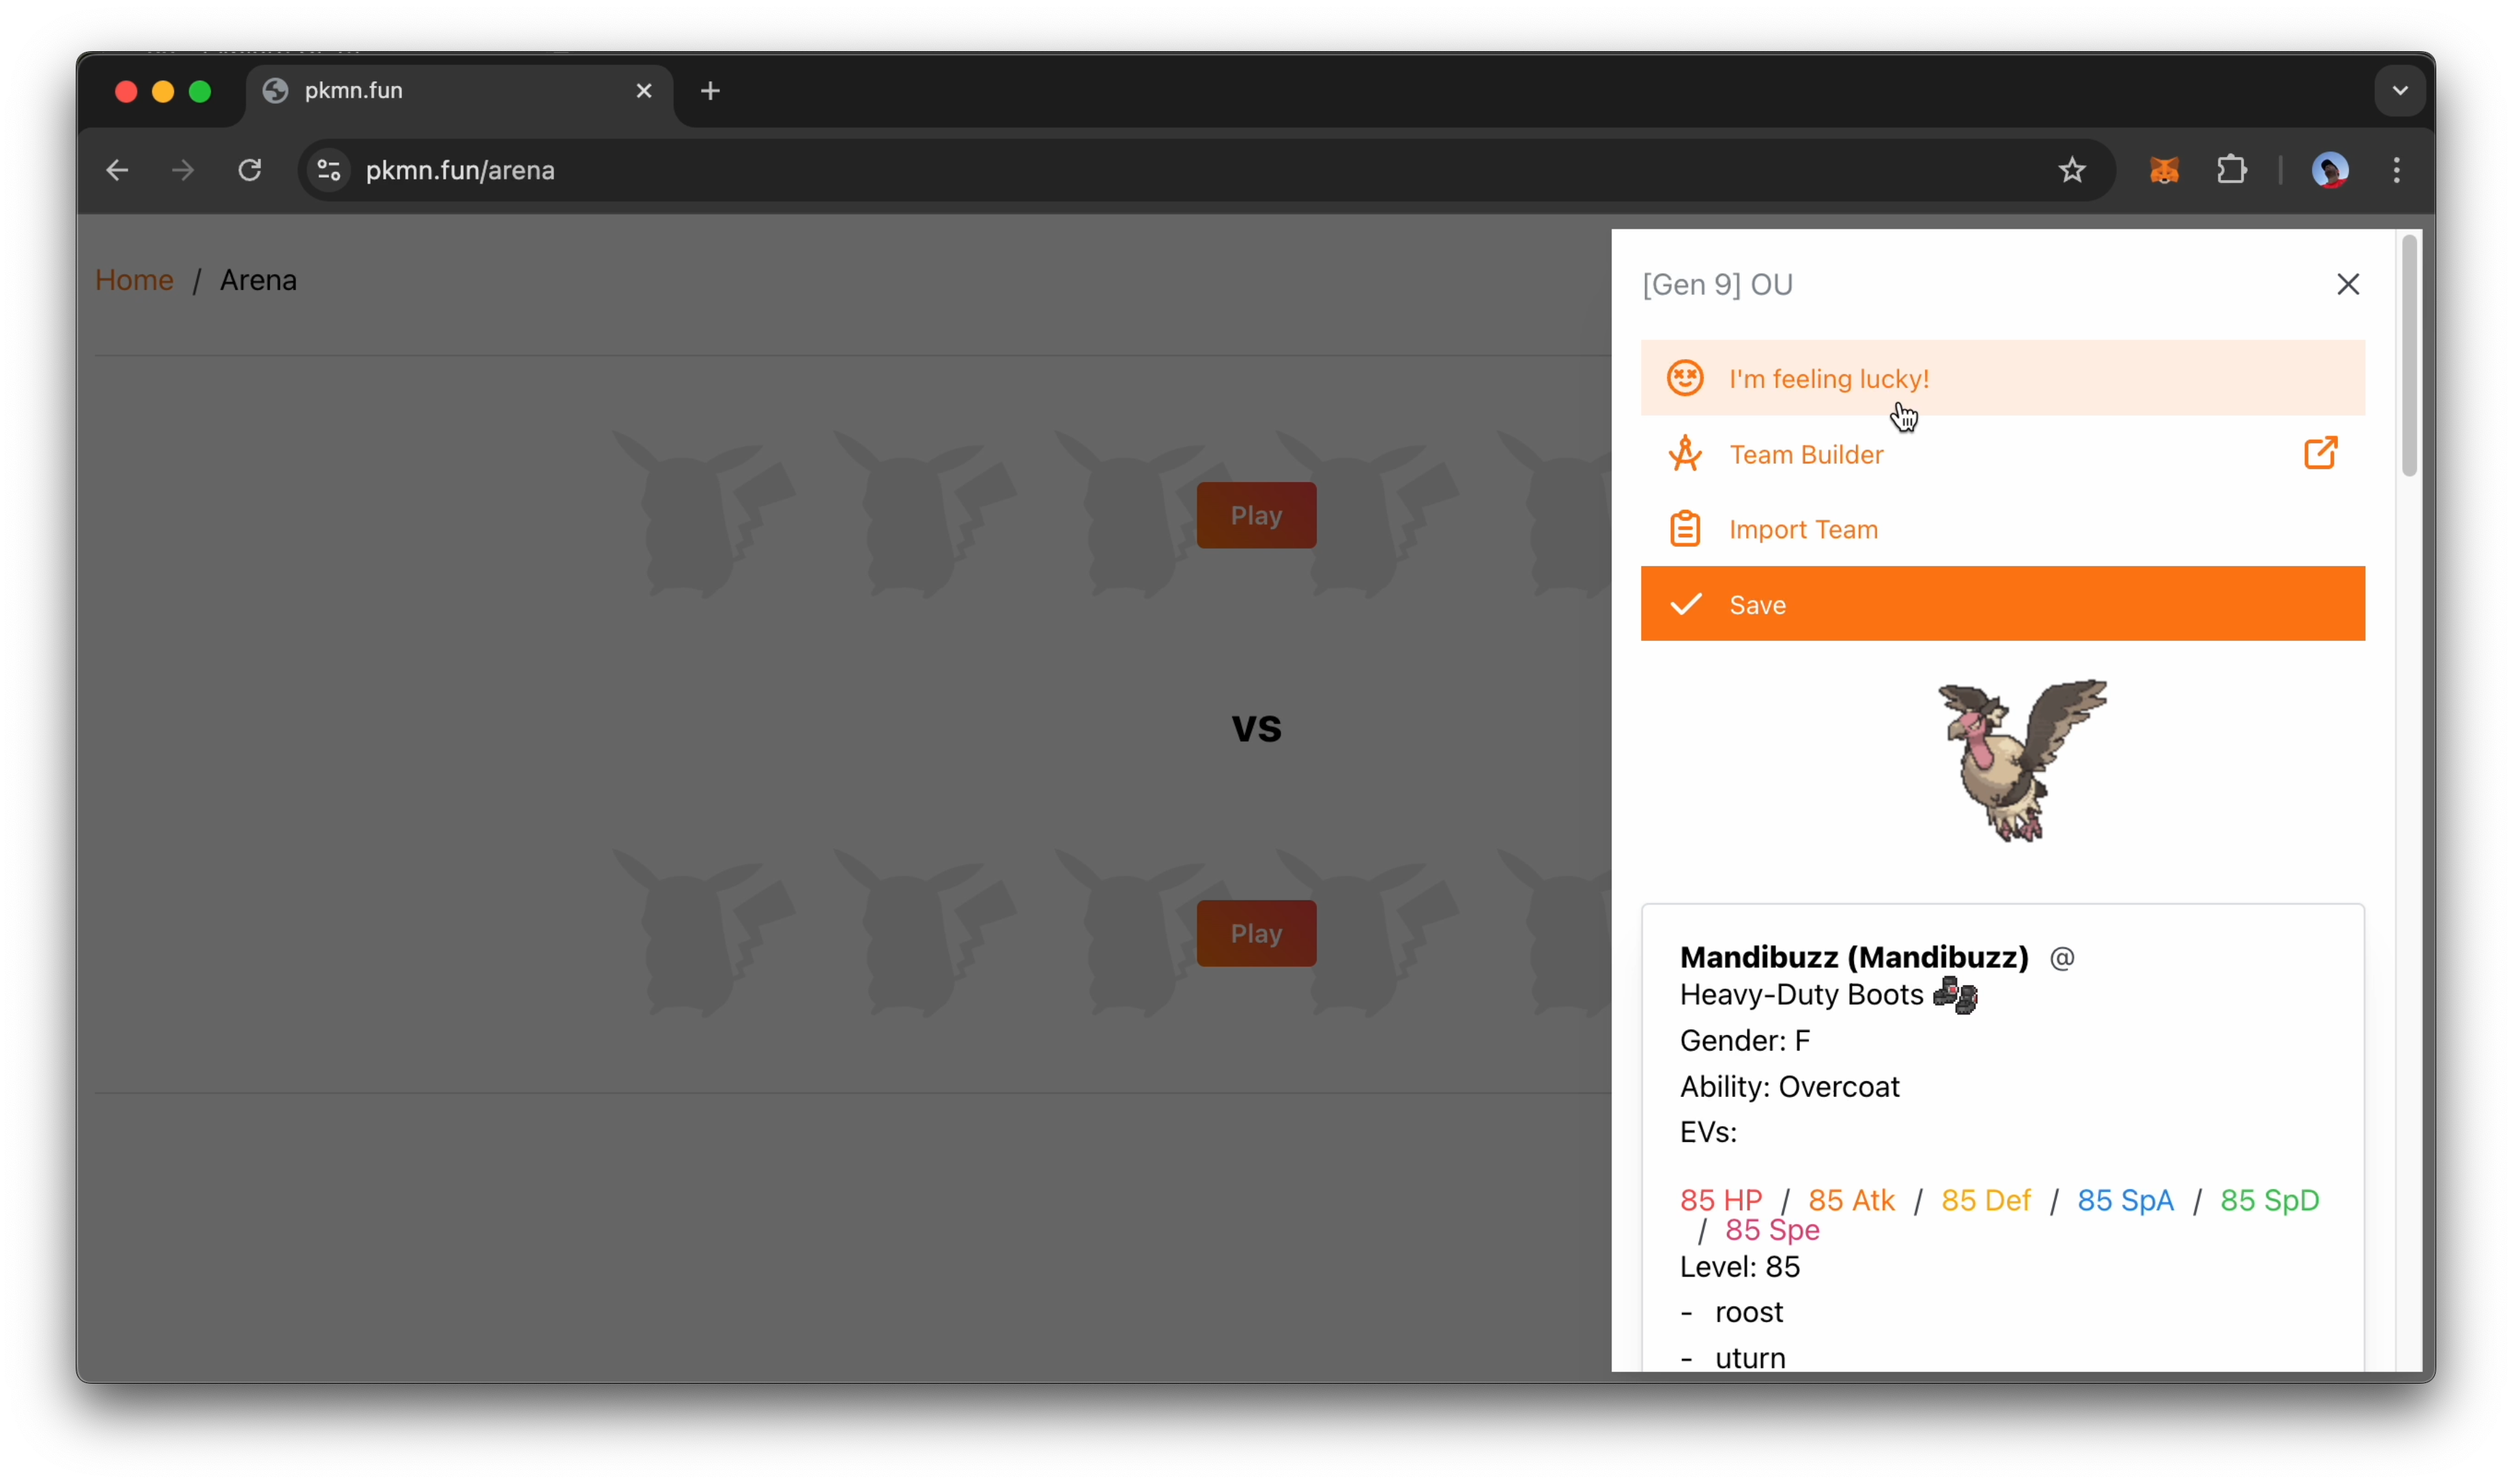 pkmn.fun
pkmn.fun/arena
Home / Arena
Play
vs
Play
[Gen 9] OU
I'm feeling lucky!
Team Builder
Import Team
Save
Mandibuzz (Mandibuzz) @
Heavy-Duty Boots
Gender: F
Ability: Overcoat
EVs:
85 HP / 85 Atk / 85 Def / 85 SpA / 85 SpD
/ 85 Spe
Level: 85
- roost
- uturn